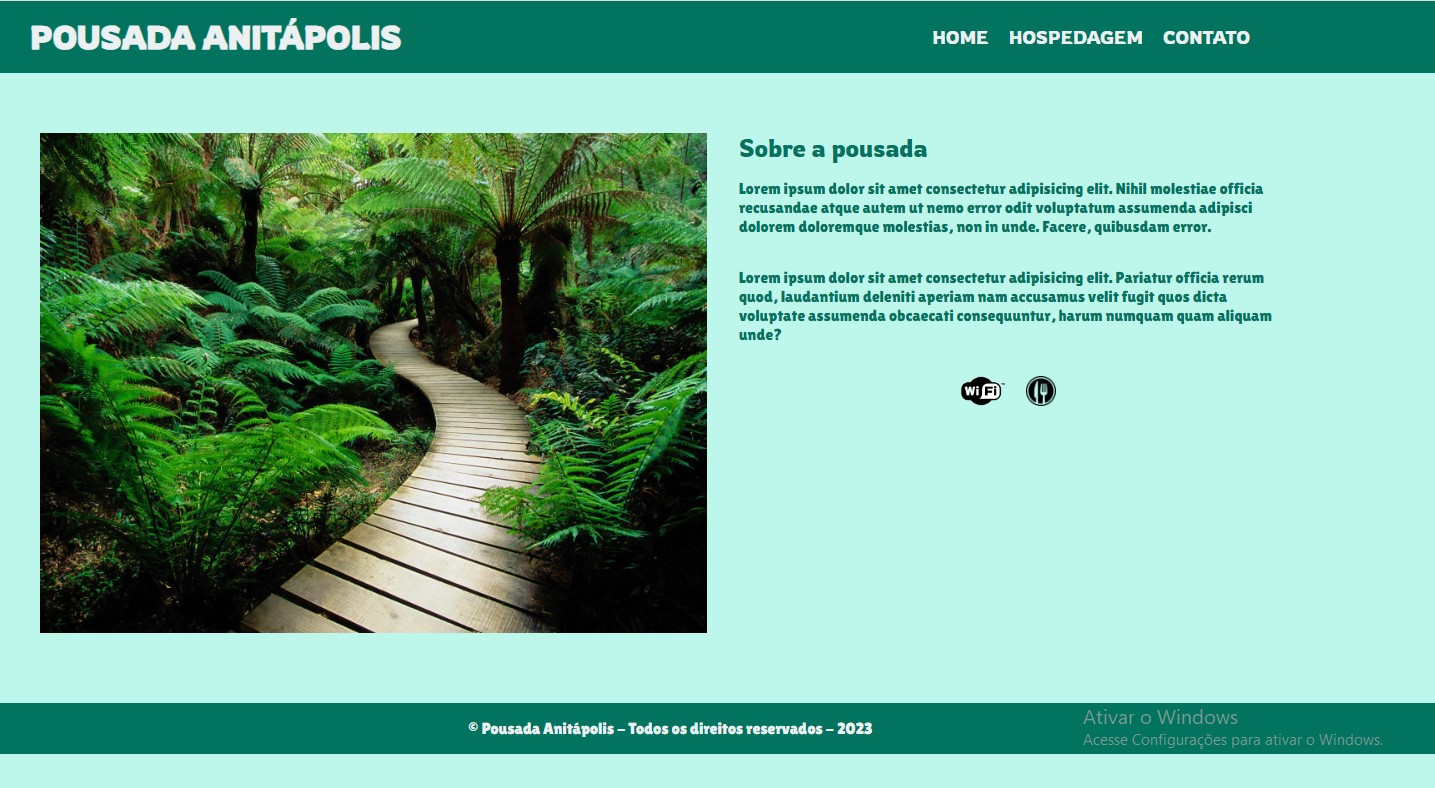 POUSADA ANITÁPOLIS
HOME HOSPEDAGEM CONTATO
Sobre a pousada
Lorem ipsum dolor sit amet consectetur adipisicing elit. Nihil molestiae officia
recusandae atque autem ut nemo error odit voluptatum assumenda adipisci
dolorem doloremque molestias, non in unde. Facere, quibusdam error.
Lorem ipsum dolor sit amet consectetur adipisicing elit. Pariatur officia rerum
quod, laudantium deleniti aperiam nam accusamus velit fugit quos dicta
voluptate assumenda obcaecati consequuntur, harum numquam quam aliquam
unde?
Wi Fi
© Pousada Anitápolis – Todos os direitos reservados – 2023
Ativar o Windows
Acesse Configurações para ativar o Windows.